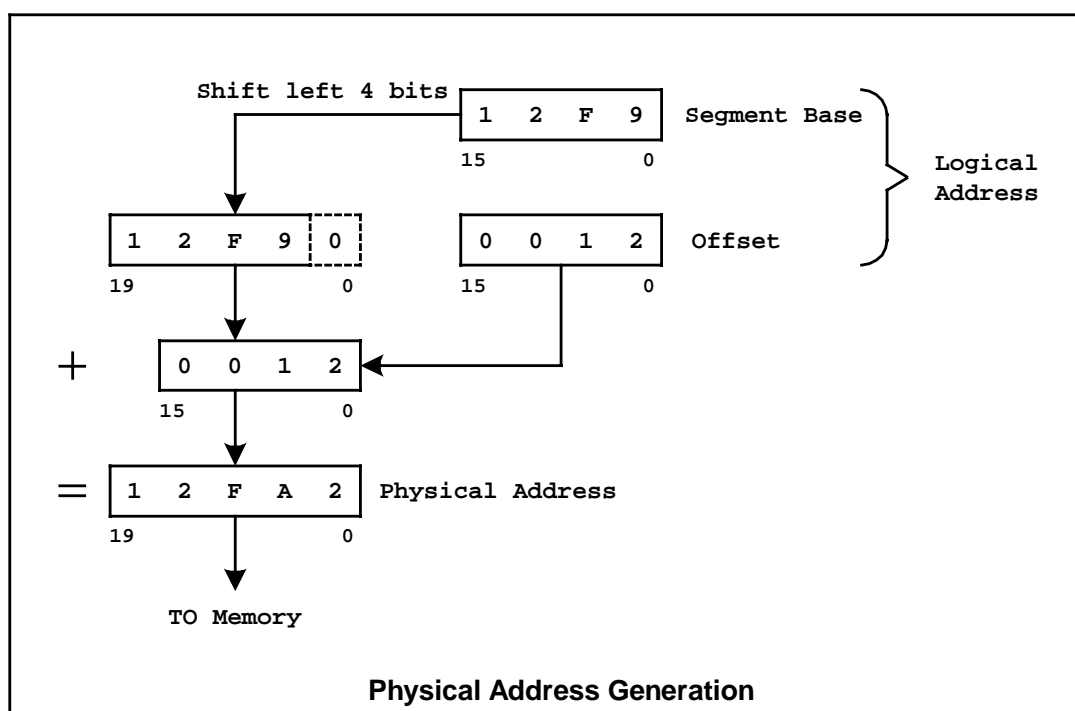 Shift left 4 bits
1 2 F 9 Segment Base
15 0
Logical
Address
1 2 F 9 0
0 0 1 2 Offset
19 0
15 0
+ 0 0 1 2
15 0
= 1 2 F A 2 Physical Address
19 0
TO Memory
Physical Address Generation